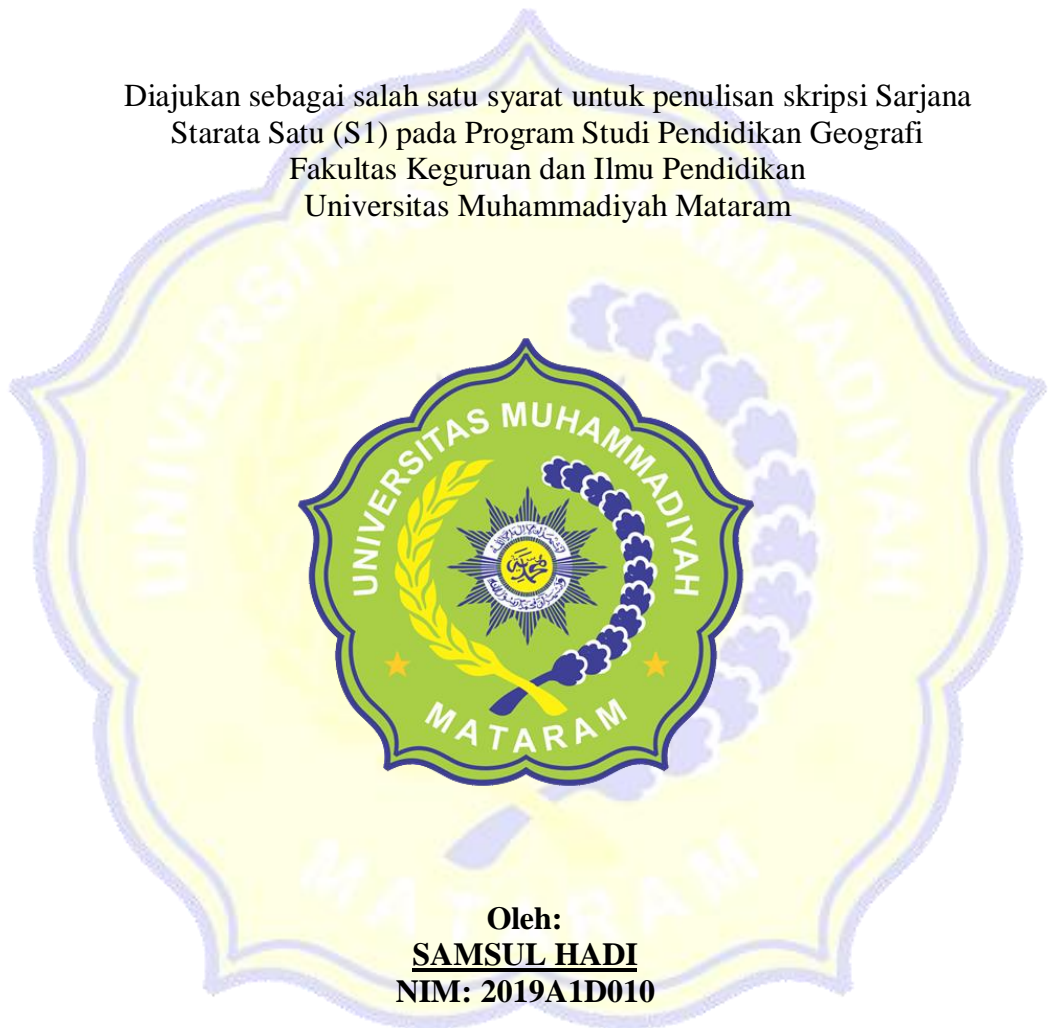 Diajukan sebagai salah satu syarat untuk penulisan skripsi Sarjana
Starata Satu (S1) pada Program Studi Pendidikan Geografi
Fakultas Keguruan dan Ilmu Pendidikan
Universitas Muhammadiyah Mataram
UNIVERSITAS MUHAMMADIYAH
MATARAM
Oleh:
SAMSUL HADI
NIM: 2019A1D010